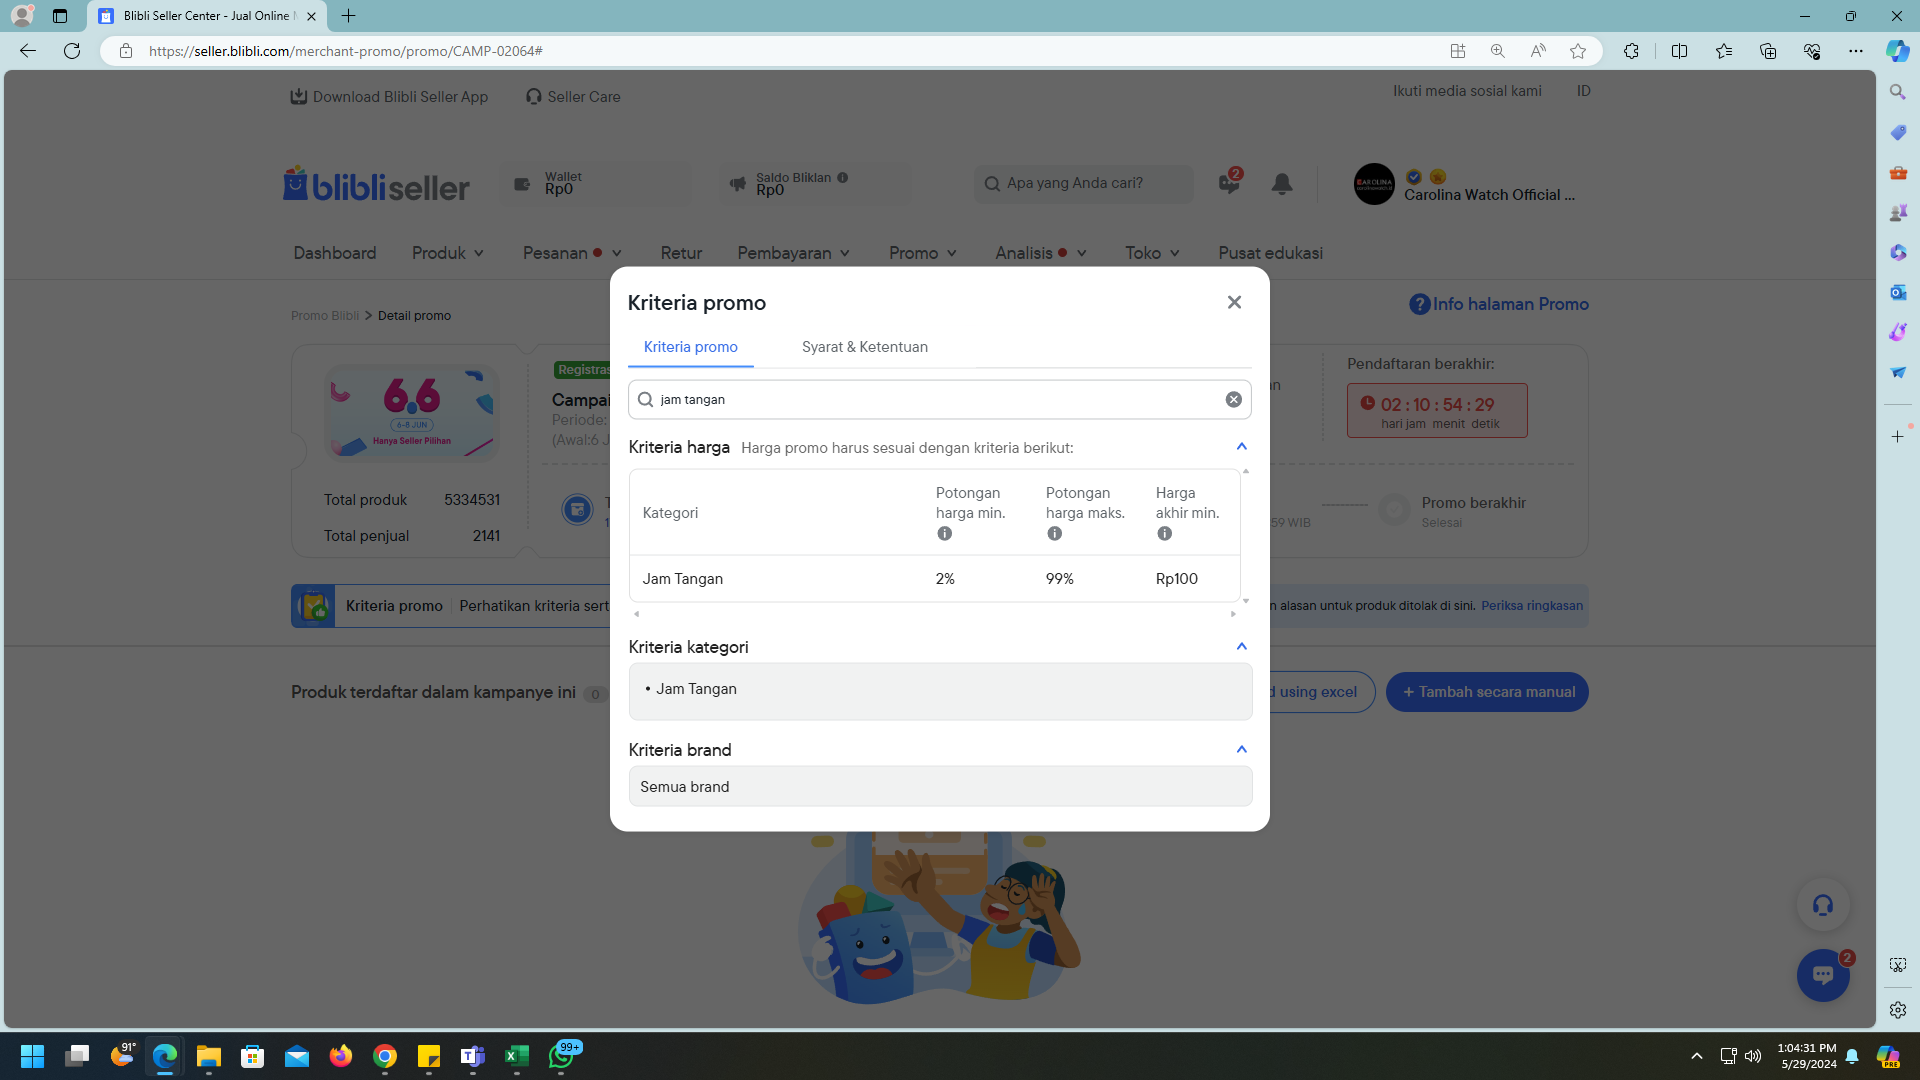 Blibli Seller Center - Jual Online
https://seller.blibli.com/merchant-promo/promo/CAMP-02064#
Download Blibli Seller App
Seller Care
Ikuti media sosial kami
ID
blibli seller
Wallet
Rp0
Saldo Bliklan
Rp0
Apa yang Anda cari?
2
CAROLINA
Carolina Watch Official ...
Dashboard
Produk
Pesanan
Retur
Pembayaran
Promo
Analisis
Toko
Pusat edukasi
Promo Blibli > Detail promo
Info halaman Promo
6.6
6-8 JUN
Hanya Seller Pilihan
Total produk 5334531
Total penjual 2141
Registras
Campai
Periode:
(Awal:6 J
Pendaftaran berakhir:
02 : 10 : 54 : 29
hari jam menit detik
59 WIB
Promo berakhir
Selesai
Kriteria promo
Perhatikan kriteria sert
n alasan untuk produk ditolak di sini. Periksa ringkasan
Produk terdaftar dalam kampanye ini 0
d using excel
+ Tambah secara manual
Kriteria promo
Kriteria promo
Syarat & Ketentuan
jam tangan
Kriteria harga Harga promo harus sesuai dengan kriteria berikut:
Kategori
Potongan harga min.
Potongan harga maks.
Harga akhir min.
Jam Tangan 2% 99% Rp100
Kriteria kategori
• Jam Tangan
Kriteria brand
Semua brand
2
91°
99+
1:04:31 PM
5/29/2024
PRE